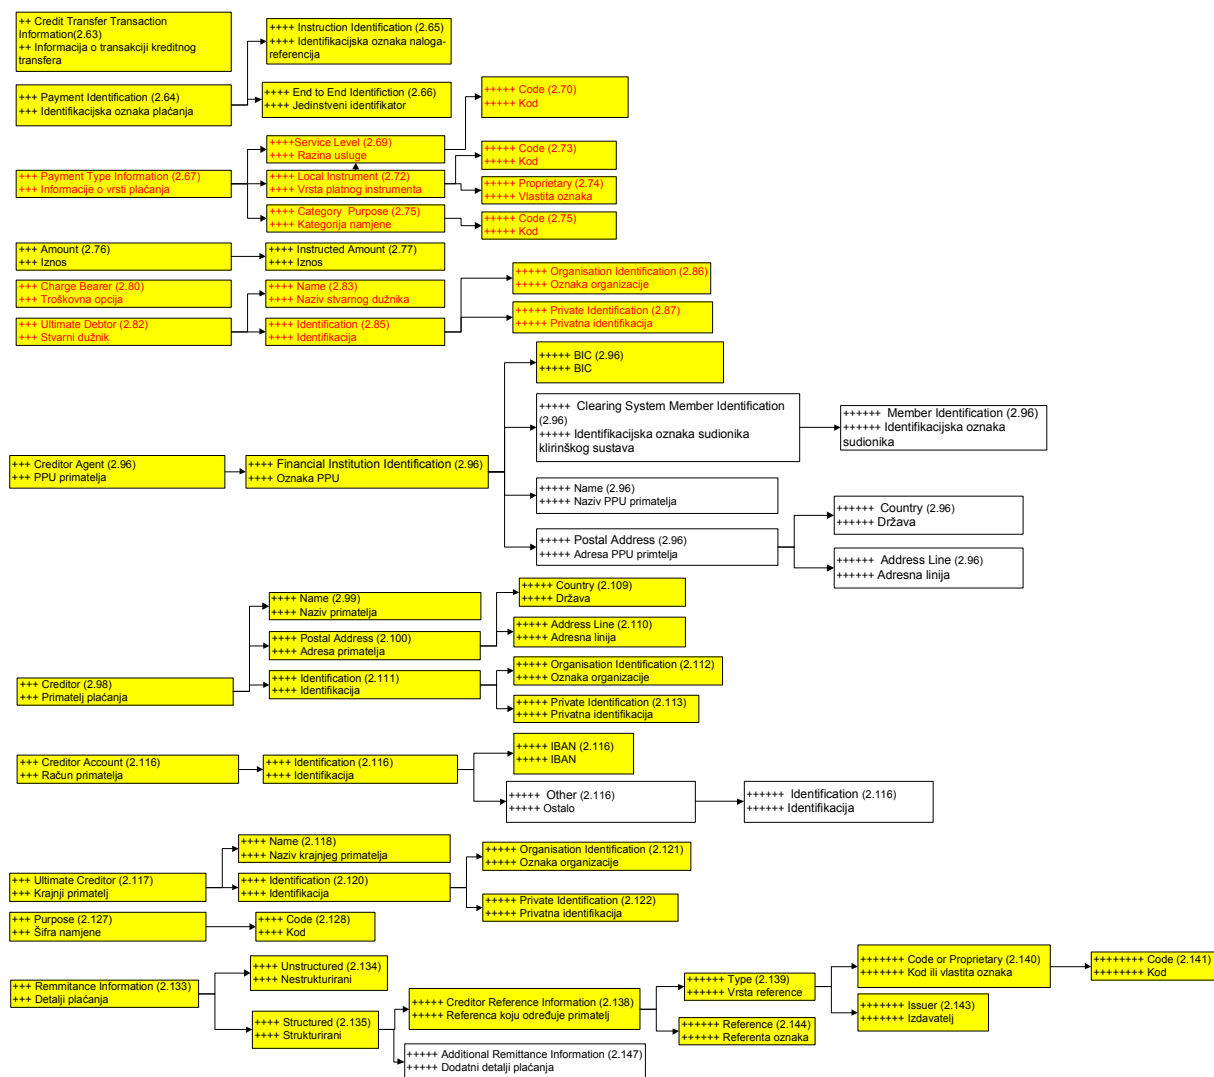 ++ Credit Transfer Transaction
Information(2.63)
++ Informacija o transakciji kreditnog
transfera
++++ Instruction Identification (2.65)
++++ Identifikacijska oznaka naloga-
referencija
+++ Payment Identification (2.64)
+++ Identifikacijska oznaka plaćanja
++++ End to End Identifiction (2.66)
++++ Jedinstveni identifikator
+++++ Code (2.70)
+++++ Kod
++++Service Level (2.69)
++++ Razina usluge
+++ Payment Type Information (2.67)
+++ Informacije o vrsti plaćanja
++++ Local Instrument (2.72)
++++ Vrsta platnog instrumenta
+++++ Code (2.73)
+++++ Kod
+++++ Proprietary (2.74)
+++++ Vlastita oznaka
++++ Category Purpose (2.75)
++++ Kategorija namjene
+++++ Code (2.75)
+++++ Kod
+++ Amount (2.76)
+++ Iznos
++++ Instructed Amount (2.77)
++++ Iznos
+++ Charge Bearer (2.80)
+++ Troškovna opcija
++++ Name (2.83)
++++ Naziv stvarnog dužnika
+++++ Organisation Identification (2.86)
+++++ Oznaka organizacije
+++ Ultimate Debtor (2.82)
+++ Stvarni dužnik
++++ Identification (2.85)
++++ Identifikacija
+++++ Private Identification (2.87)
+++++ Privatna identifikacija
+++++ BIC (2.96)
+++++ BIC
+++++ Clearing System Member Identification
(2.96)
+++++ Identifikacijska oznaka sudionika
klirinškog sustava
++++++ Member Identification (2.96)
++++++ Identifikacijska oznaka
sudionika
+++ Creditor Agent (2.96)
+++ PPU primatelja
++++ Financial Institution Identification (2.96)
++++ Oznaka PPU
+++++ Name (2.96)
+++++ Naziv PPU primatelja
+++++ Postal Address (2.96)
+++++ Adresa PPU primtelja
++++++ Country (2.96)
++++++ Država
++++++ Address Line (2.96)
++++++ Adresna linija
++++ Name (2.99)
++++ Naziv primatelja
+++++ Country (2.109)
+++++ Država
++++ Postal Address (2.100)
++++ Adresa primatelja
+++++ Address Line (2.110)
+++++ Adresna linija
+++ Creditor (2.98)
+++ Primatelj plaćanja
++++ Identification (2.111)
++++ Identifikacija
+++++ Organisation Identification (2.112)
+++++ Oznaka organizacije
+++++ Private Identification (2.113)
+++++ Privatna identifikacija
+++ Creditor Account (2.116)
+++ Račun primatelja
++++ Identification (2.116)
++++ Identifikacija
+++++ IBAN (2.116)
+++++ IBAN
+++++ Other (2.116)
+++++ Ostalo
++++++ Identification (2.116)
++++++ Identifikacija
++++ Name (2.118)
++++ Naziv krajnjeg primatelja
+++++ Organisation Identification (2.121)
+++++ Oznaka organizacije
+++ Ultimate Creditor (2.117)
+++ Krajnji primatelj
++++ Identification (2.120)
++++ Identifikacija
+++++ Private Identification (2.122)
+++++ Privatna identifikacija
+++ Purpose (2.127)
+++ Šifra namjene
++++ Code (2.128)
++++ Kod
++++ Unstructured (2.134)
++++ Nestrukturirani
+++ Remmitance Information (2.133)
+++ Detalji plaćanja
++++ Structured (2.135)
++++ Strukturirani
+++++ Creditor Reference Information (2.138)
+++++ Referenca koju određuje primatelj
++++++ Type (2.139)
++++++ Vrsta reference
+++++++ Code or Proprietary (2.140)
+++++++ Kod ili vlastita oznaka
++++++++ Code (2.141)
++++++++ Kod
+++++++ Issuer (2.143)
+++++++ Izdavatelj
++++++ Reference (2.144)
++++++ Referenta oznaka
+++++ Additional Remittance Information (2.147)
+++++ Dodatni detalji plaćanja